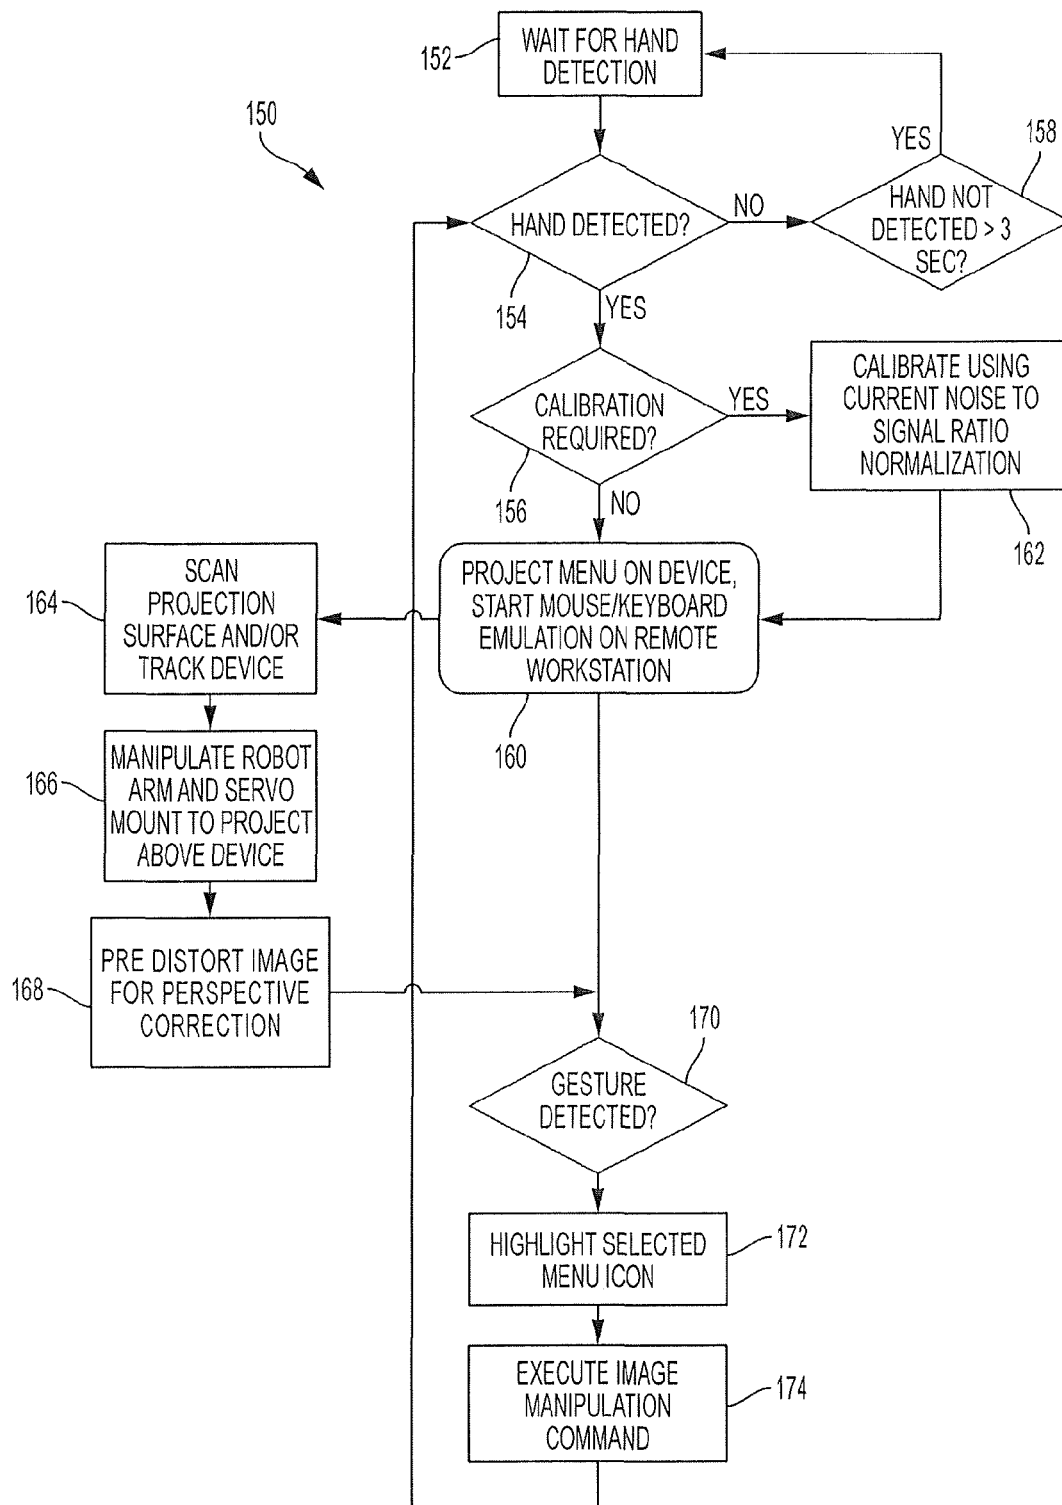 WAIT FOR HAND
DETECTION
152
150
HAND DETECTED?
154
NO
YES
HAND NOT
DETECTED > 3
SEC?
158
YES
CALIBRATION
REQUIRED?
156
YES
CALIBRATE USING
CURRENT NOISE TO
SIGNAL RATIO
NORMALIZATION
162
NO
PROJECT MENU ON DEVICE,
START MOUSE/KEYBOARD
EMULATION ON REMOTE
WORKSTATION
160
SCAN
PROJECTION
SURFACE AND/OR
TRACK DEVICE
164
MANIPULATE ROBOT
ARM AND SERVO
MOUNT TO PROJECT
ABOVE DEVICE
166
PRE DISTORT IMAGE
FOR PERSPECTIVE
CORRECTION
168
GESTURE
DETECTED?
170
HIGHLIGHT SELECTED
MENU ICON
172
EXECUTE IMAGE
MANIPULATION
COMMAND
174